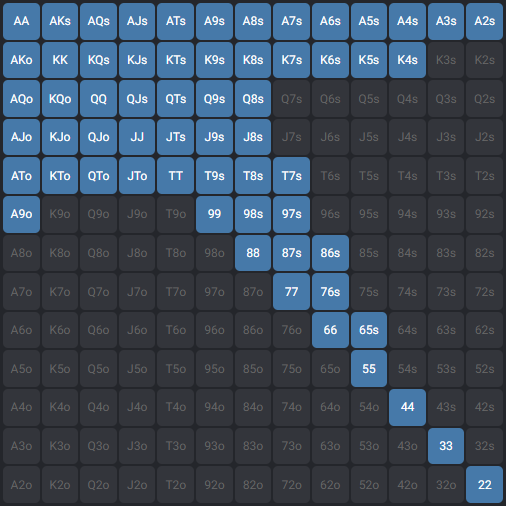 AA AKs AQs AJs ATs A9s A8s A7s A6s A5s A4s A3s A2s
AKo KK KQs KJs KTs K9s K8s K7s K6s K5s K4s K3s K2s
AQo KQo QQ QJs QTs Q9s Q8s Q7s Q6s Q5s Q4s Q3s Q2s
AJo KJo QJo JJ JTs J9s J8s J7s J6s J5s J4s J3s J2s
ATo KTo QTo JTo TT T9s T8s T7s T6s T5s T4s T3s T2s
A9o K9o Q9o J9o T9o 99 98s 97s 96s 95s 94s 93s 92s
A8o K8o Q8o J8o T8o 98o 88 87s 86s 85s 84s 83s 82s
A7o K7o Q7o J7o T7o 97o 87o 77 76s 75s 74s 73s 72s
A6o K6o Q6o J6o T6o 96o 86o 76o 66 65s 64s 63s 62s
A5o K5o Q5o J5o T5o 95o 85o 75o 65o 55 54s 53s 52s
A4o K4o Q4o J4o T4o 94o 84o 74o 64o 54o 44 43s 42s
A3o K3o Q3o J3o T3o 93o 83o 73o 63o 53o 43o 33 32s
A2o K2o Q2o J2o T2o 92o 82o 72o 62o 52o 42o 32o 22